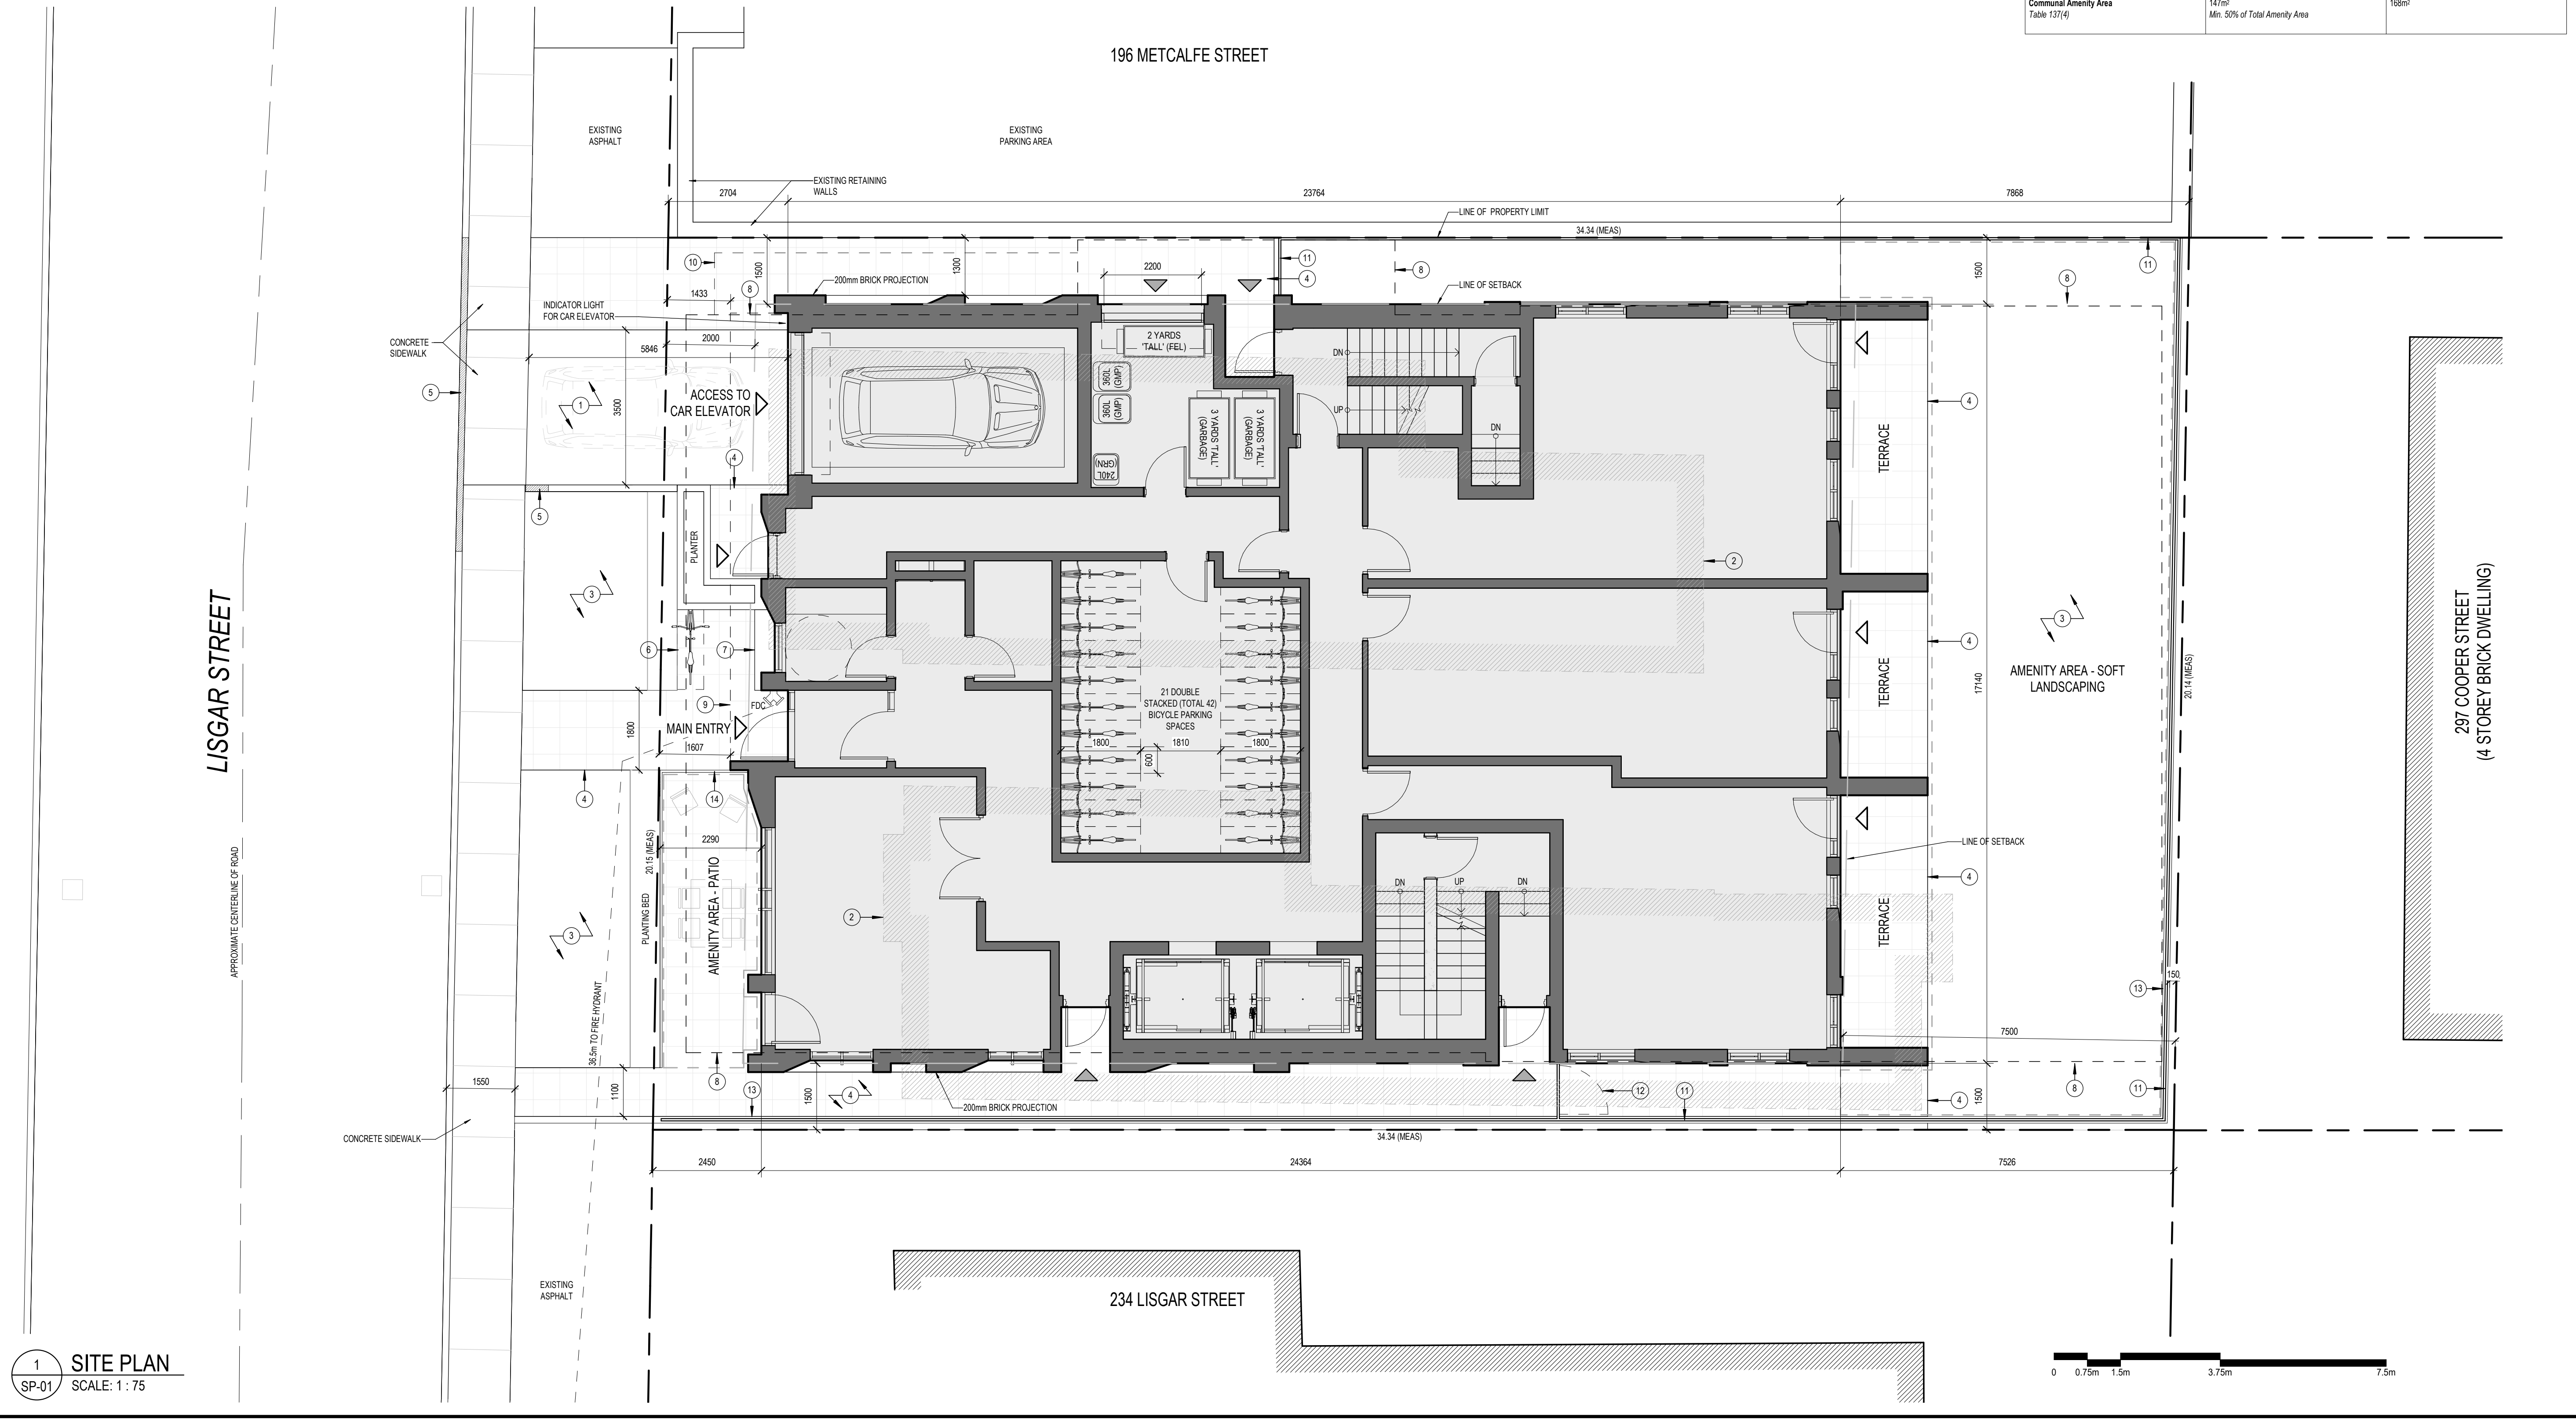 Communal Amenity Area
Table 137(4)
147m²
Min. 50% of Total Amenity Area
168m²
196 METCALFE STREET
EXISTING
ASPHALT
EXISTING
PARKING AREA
EXISTING RETAINING
WALLS
2704
23764
7868
LINE OF PROPERTY LIMIT
34.34 (MEAS)
10
1500
1300
2200
11
4
8
1500
8
11
200mm BRICK PROJECTION
8
1433
LINE OF SETBACK
INDICATOR LIGHT
FOR CAR ELEVATOR
CONCRETE
SIDEWALK
2000
5846
2 YARDS
'TALL' (FEL)
DN
5
1
3500
ACCESS TO
CAR ELEVATOR
360L
(GMP)
360L
(GMP)
3 YARDS 'TALL'
(GARBAGE)
3 YARDS 'TALL'
(GARBAGE)
UP
DN
TERRACE
4
4
240L
(GRN)
5
PLANTER
2
3
3
6
7
TERRACE
4
AMENITY AREA - SOFT
LANDSCAPING
17140
20.14 (MEAS)
297 COOPER STREET
(4 STOREY BRICK DWELLING)
LISGAR STREET
9
FDC
MAIN ENTRY
1800
1607
21 DOUBLE
STACKED (TOTAL 42)
BICYCLE PARKING
SPACES
1800
1810
1800
600
4
14
2290
20.15 (MEAS)
LINE OF SETBACK
APPROXIMATE CENTERLINE OF ROAD
PLANTING BED
AMENITY AREA - PATIO
2
3
DN
UP
DN
TERRACE
4
150
13
36.5m TO FIRE HYDRANT
7500
1550
1100
8
13
1500
4
200mm BRICK PROJECTION
12
11
4
1500
8
11
CONCRETE SIDEWALK
34.34 (MEAS)
2450
24364
7526
EXISTING
ASPHALT
234 LISGAR STREET
1
SP-01
SITE PLAN
SCALE: 1 : 75
0
0.75m
1.5m
3.75m
7.5m